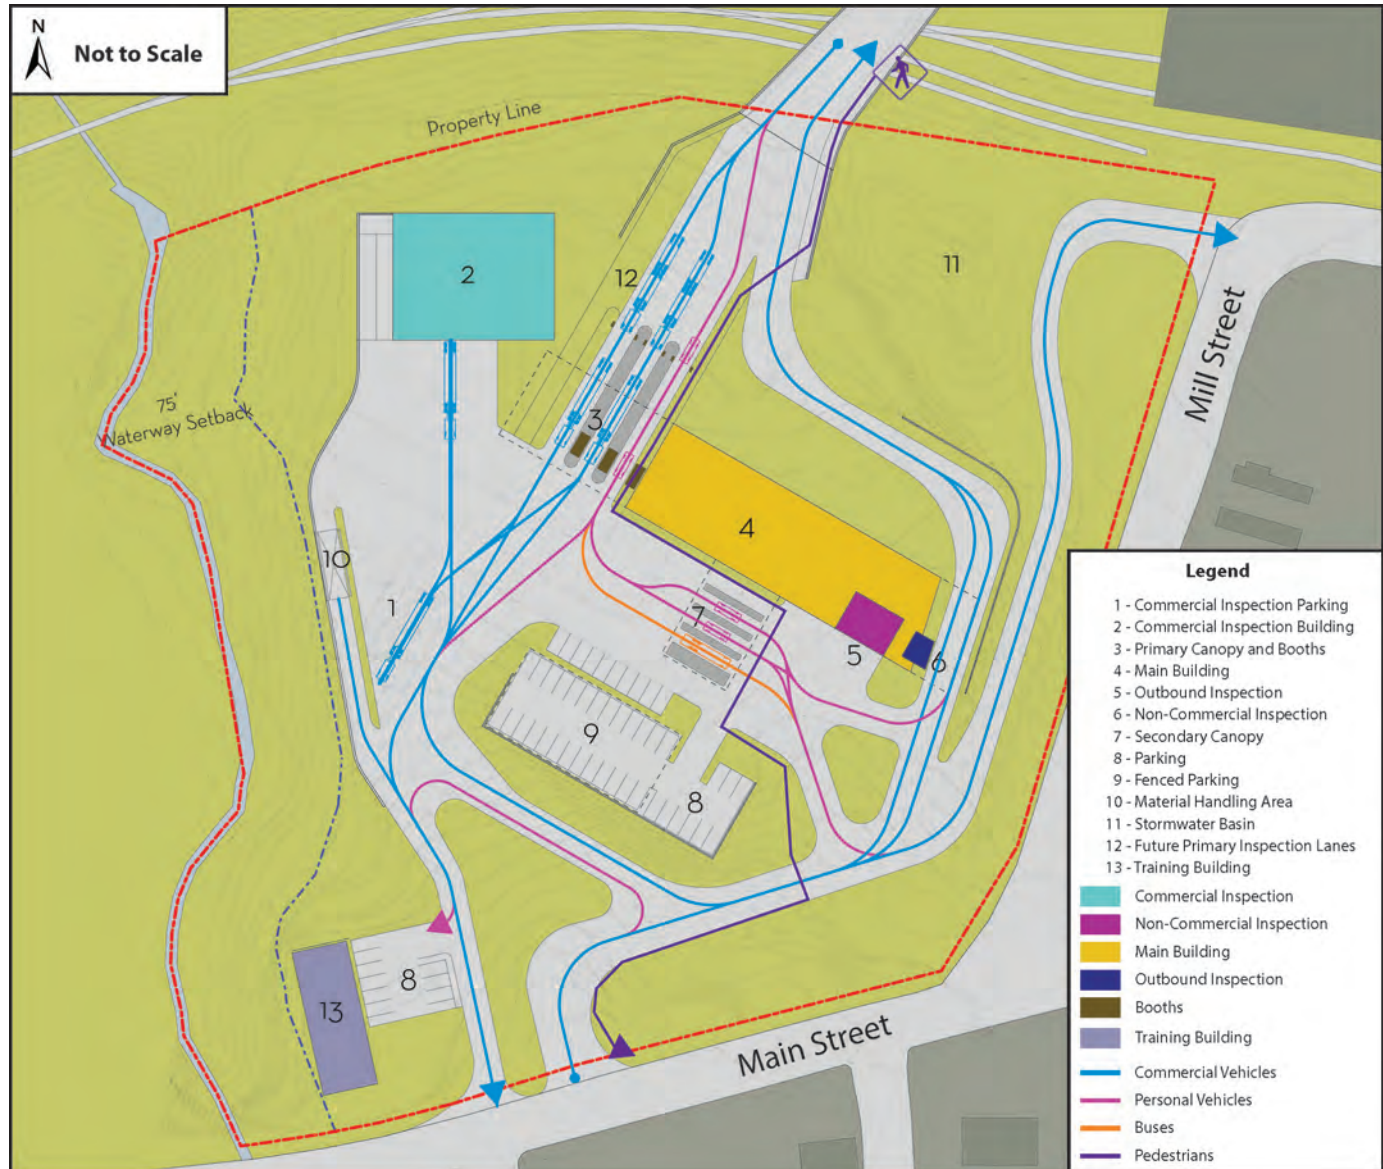 N
Not to Scale
Property Line
2
12
11
Mill Street
75'
Waterway Setback
3
4
10
1
7
5
6
9
8
8
13
Main Street
Legend
1 - Commercial Inspection Parking
2 - Commercial Inspection Building
3 - Primary Canopy and Booths
4 - Main Building
5 - Outbound Inspection
6 - Non-Commercial Inspection
7 - Secondary Canopy
8 - Parking
9 - Fenced Parking
10 - Material Handling Area
11 - Stormwater Basin
12 - Future Primary Inspection Lanes
13 - Training Building
Commercial Inspection
Non-Commercial Inspection
Main Building
Outbound Inspection
Booths
Training Building
Commercial Vehicles
Personal Vehicles
Buses
Pedestrians